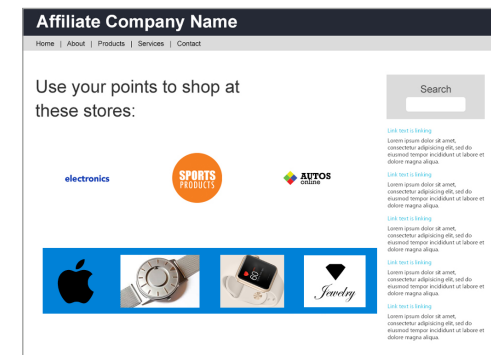 Affiliate Company Name
Home | About | Products | Services | Contact
Use your points to shop at
these stores:
electronics
SPORTS
PRODUCTS
AUTOS
online
Jewelry
Search
Link text is linking
Lorem ipsum dolor sit amet,
consectetur adipisicing elit, sed do
eiusmod tempor incididunt ut labore et
dolore magna aliqua.
Link text is linking
Lorem ipsum dolor sit amet,
consectetur adipisicing elit, sed do
eiusmod tempor incididunt ut labore et
dolore magna aliqua.
Link text is linking
Lorem ipsum dolor sit amet,
consectetur adipisicing elit, sed do
eiusmod tempor incididunt ut labore et
dolore magna aliqua.
Link text is linking
Lorem ipsum dolor sit amet,
consectetur adipisicing elit, sed do
eiusmod tempor incididunt ut labore et
dolore magna aliqua.
Link text is linking
Lorem ipsum dolor sit amet,
consectetur adipisicing elit, sed do
eiusmod tempor incididunt ut labore et
dolore magna aliqua.